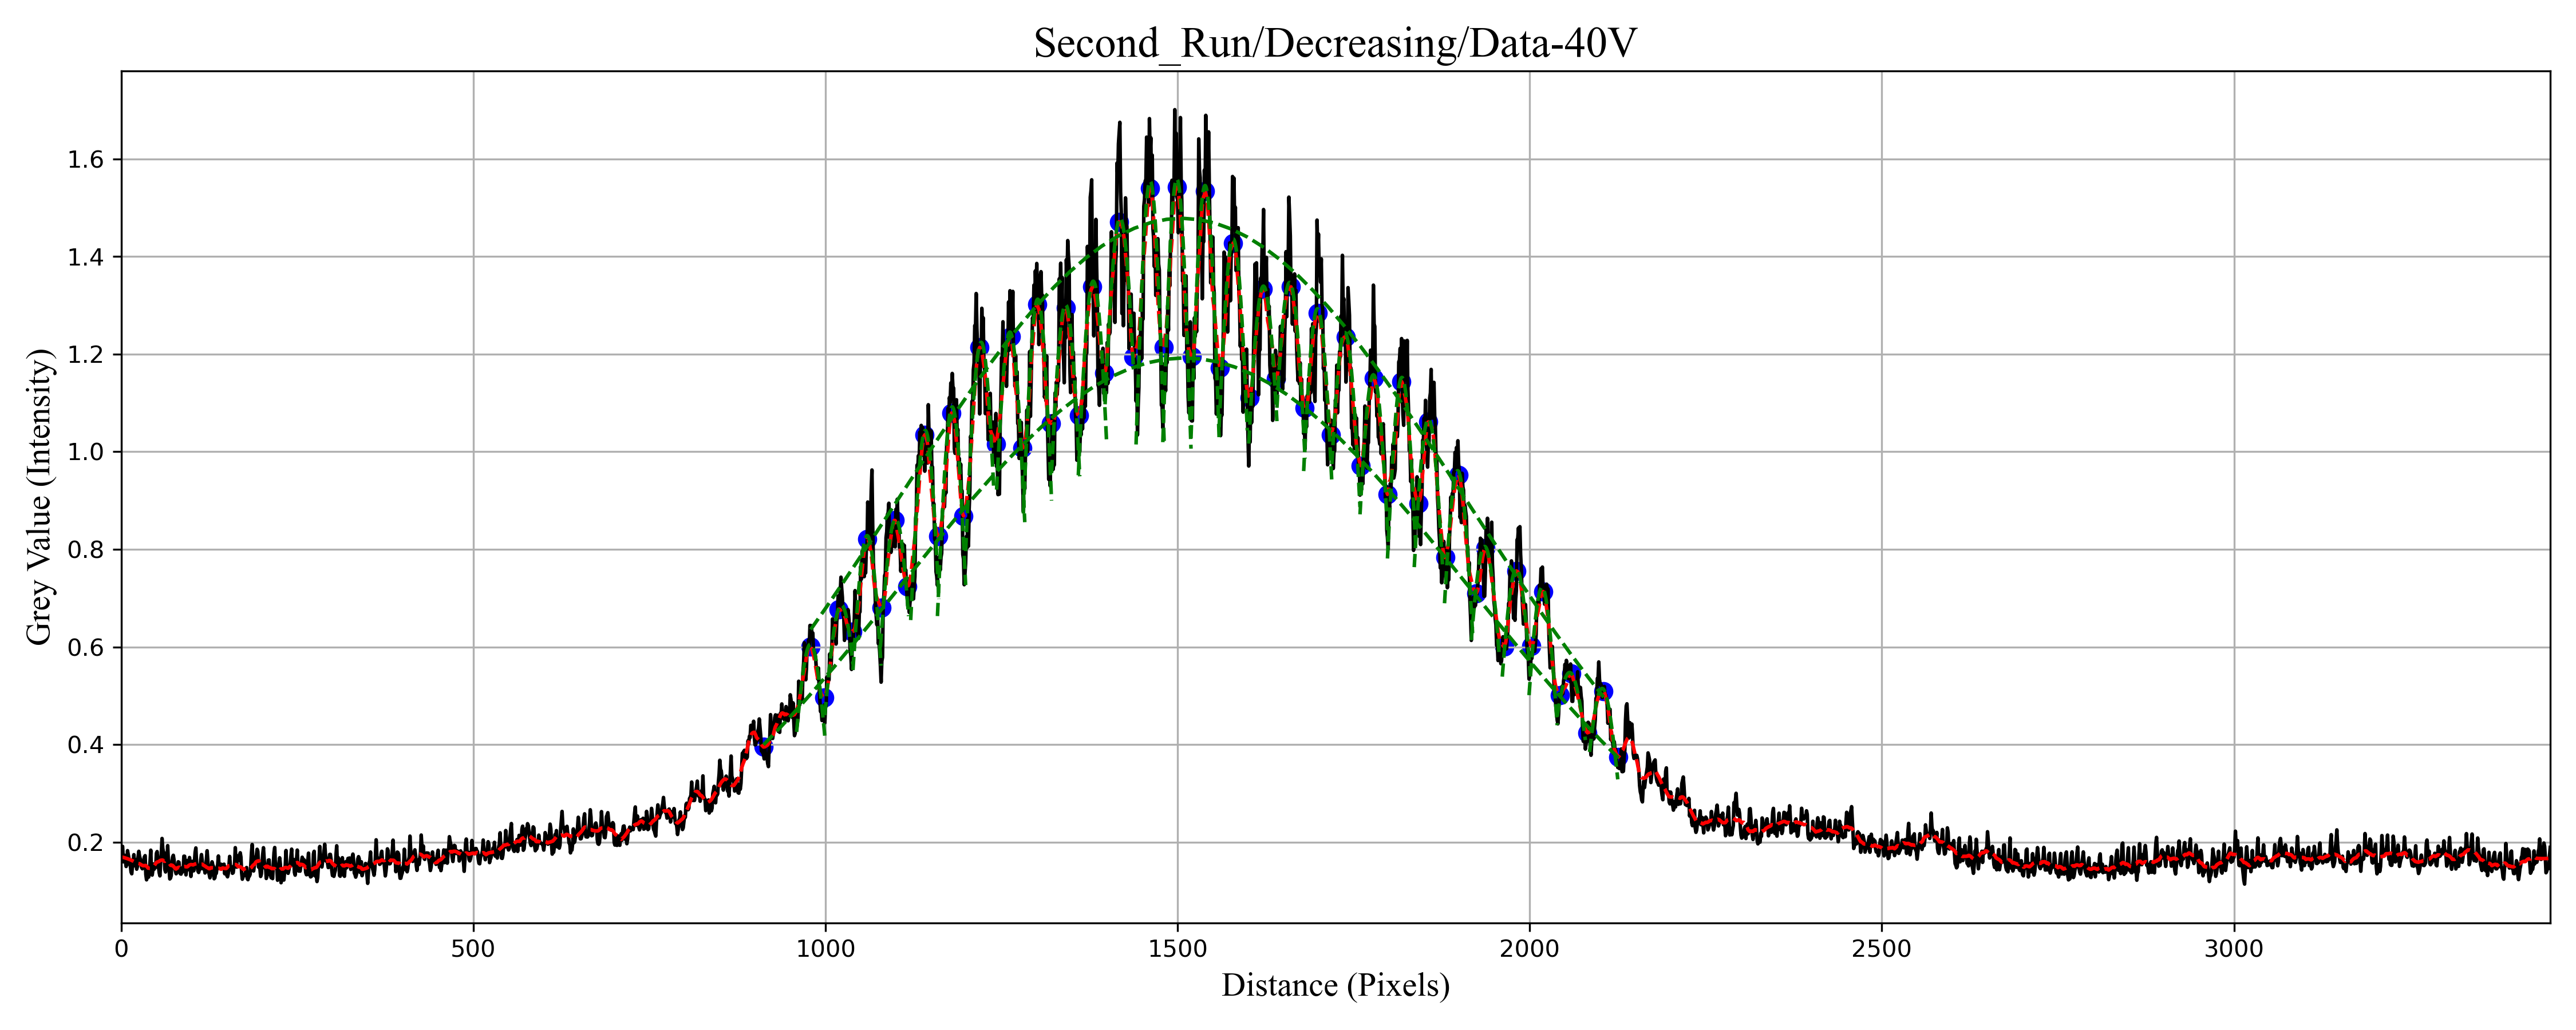 Second_Run/Decreasing/Data-40V
Grey Value (Intensity)
1.6
1.4
1.2
1.0
0.8
0.6
0.4
0.2
0 500 1000 1500 2000 2500 3000
Distance (Pixels)